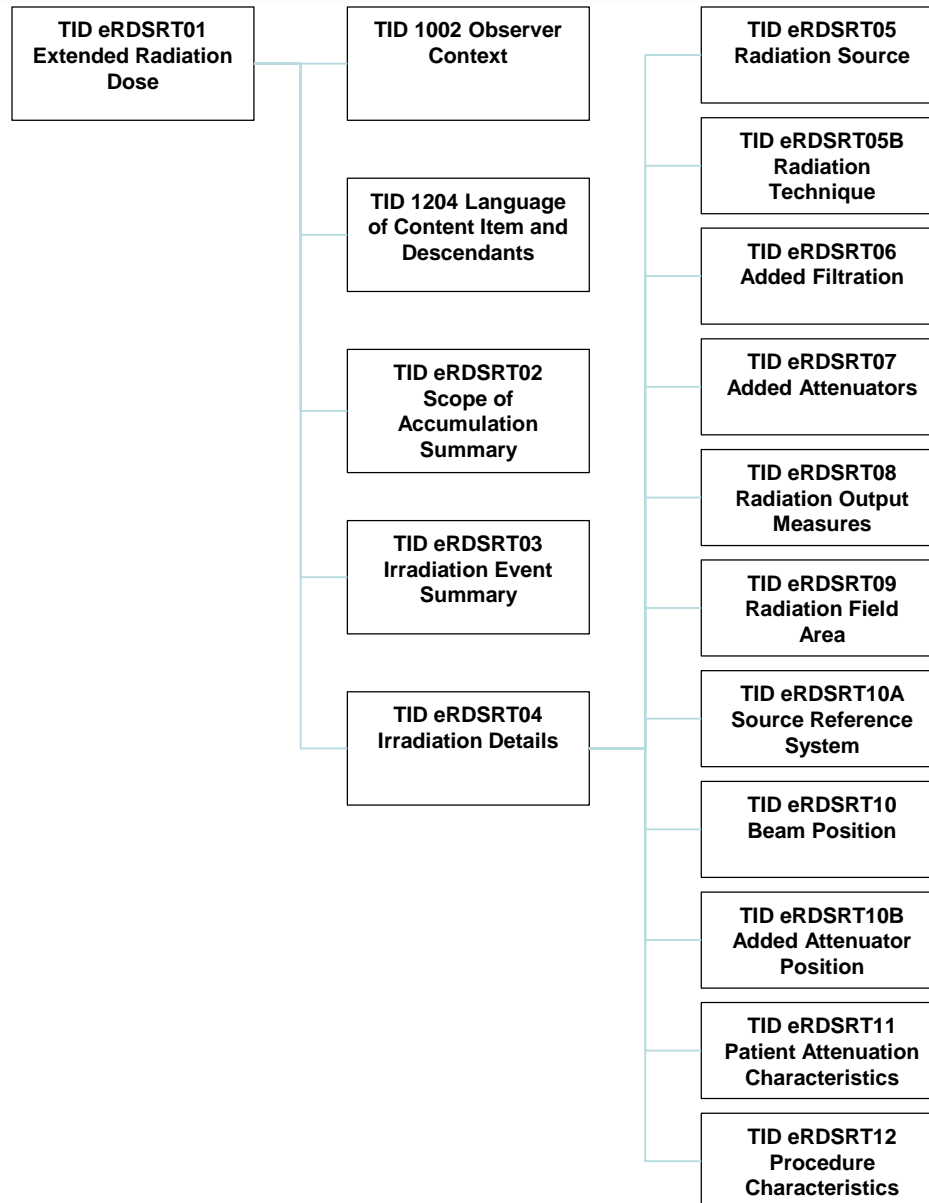 TID eRDSRT01
Extended Radiation
Dose
TID 1002 Observer
Context
TID 1204 Language
of Content Item and
Descendants
TID eRDSRT02
Scope of
Accumulation
Summary
TID eRDSRT03
Irradiation Event
Summary
TID eRDSRT04
Irradiation Details
TID eRDSRT05
Radiation Source
TID eRDSRT05B
Radiation
Technique
TID eRDSRT06
Added Filtration
TID eRDSRT07
Added Attenuators
TID eRDSRT08
Radiation Output
Measures
TID eRDSRT09
Radiation Field
Area
TID eRDSRT10A
Source Reference
System
TID eRDSRT10
Beam Position
TID eRDSRT10B
Added Attenuator
Position
TID eRDSRT11
Patient Attenuation
Characteristics
TID eRDSRT12
Procedure
Characteristics